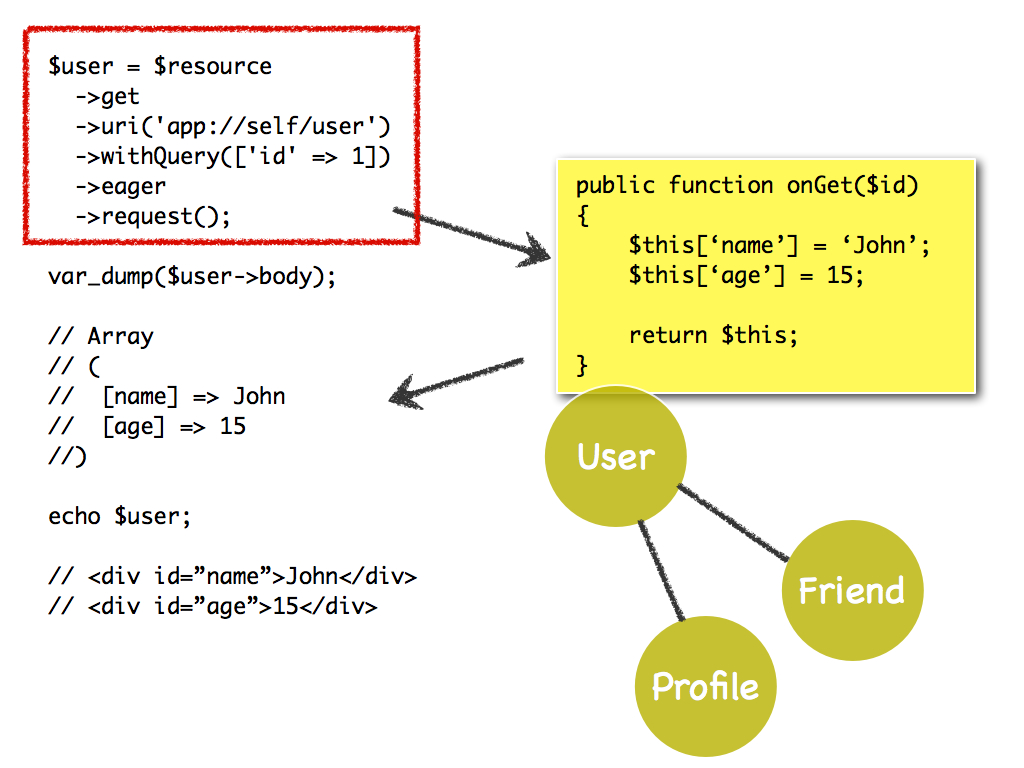 $user = $resource
  ->get
  ->uri('app://self/user')
  ->withQuery(['id' => 1])
  ->eager
  ->request();
var_dump($user->body);
// Array
// (
//  [name] => John
//  [age] => 15
//)
echo $user;
// <div id=”name”>John</div>
// <div id=”age”>15</div>
public function onGet($id)
{
    $this[‘name’] = ‘John’;
    $this[‘age’] = 15;
    return $this;
}
User
Friend
Profile